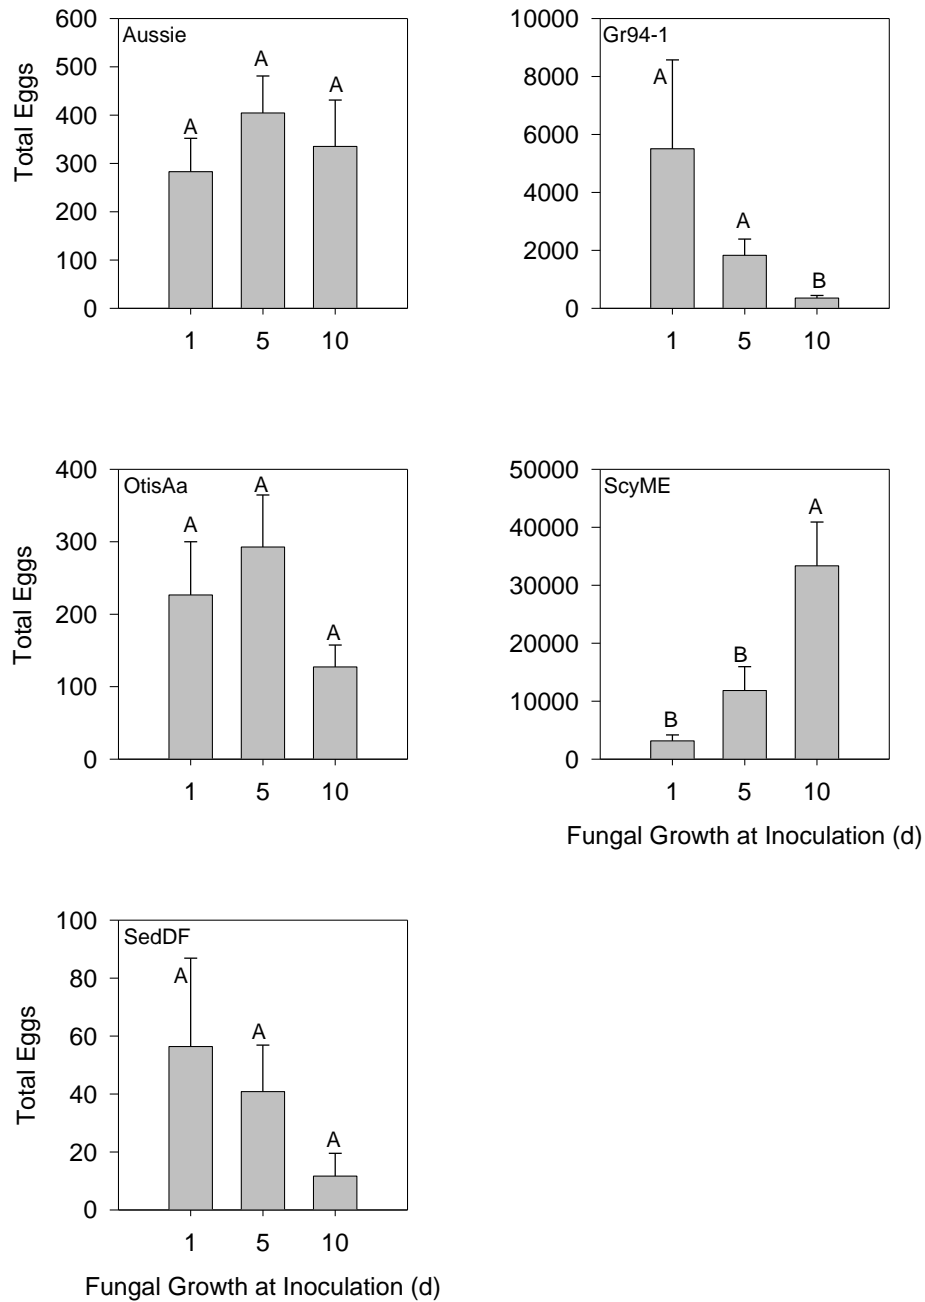 Aussie
Total Eggs
600
500
400
300
200
100
0
A
A
A
1 5 10
Gr94-1
10000
8000
6000
4000
2000
0
A
A
B
1 5 10
OtisAa
Total Eggs
400
300
200
100
0
A
A
A
1 5 10
ScyME
50000
40000
30000
20000
10000
0
B
B
A
1 5 10
Fungal Growth at Inoculation (d)
SedDF
Total Eggs
100
80
60
40
20
0
A
A
A
1 5 10
Fungal Growth at Inoculation (d)